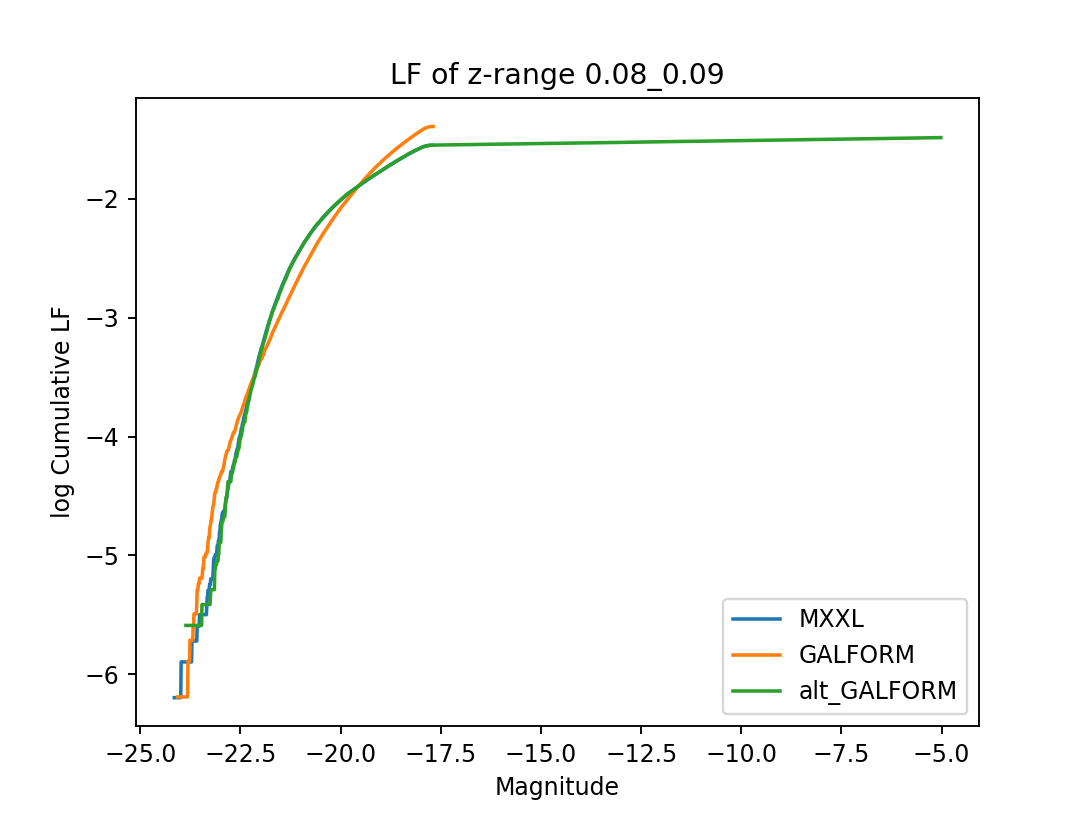 LF of z-range 0.08_0.09
log Cumulative LF
−2
−3
−4
−5
−6
MXXL
GALFORM
alt_GALFORM
−25.0 −22.5 −20.0 −17.5 −15.0 −12.5 −10.0 −7.5 −5.0
Magnitude